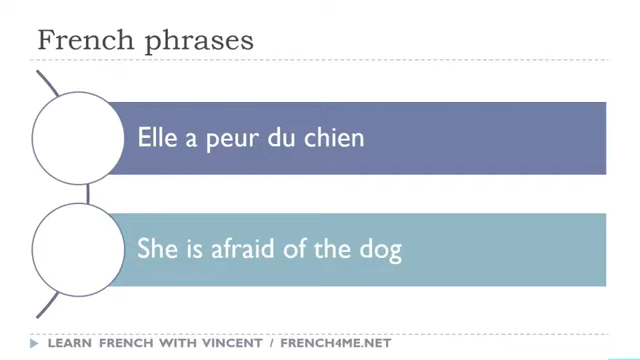 French phrases
Elle a peur du chien
She is afraid of the dog
LEARN FRENCH WITH VINCENT / FRENCH4ME.NET